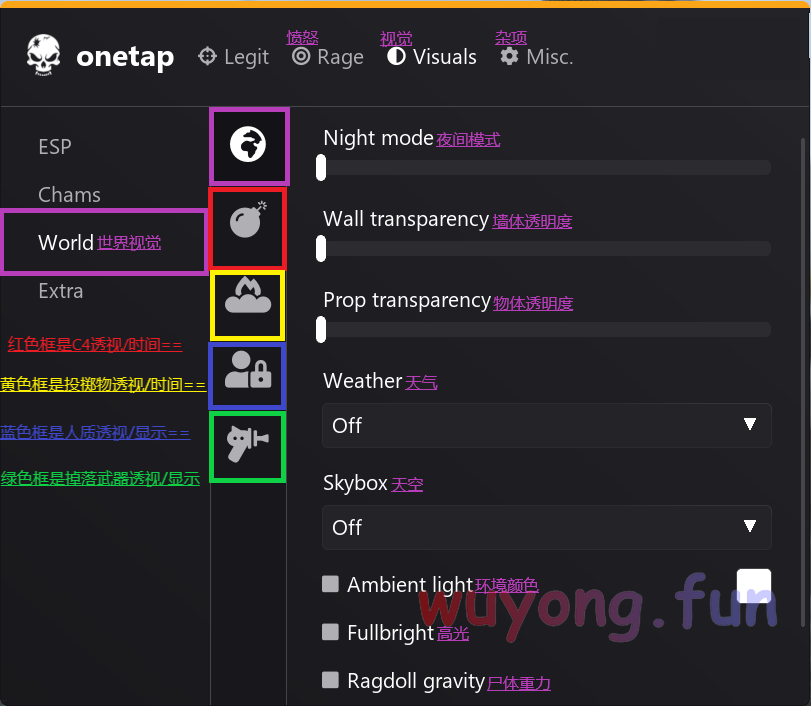 愤怒 视觉 杂项
onetap Legit Rage Visuals Misc.
ESP
Chams
World 世界视觉
Extra
红色框是C4透视/时间==
黄色框是投掷物透视/时间==
蓝色框是人质透视/显示==
绿色框是掉落武器透视/显示
Night mode 夜间模式
Wall transparency 墙体透明度
Prop transparency 物体透明度
Weather 天气
Off
Skybox 天空
Off
Ambient light 环境颜色
wuyong.fun
Fullbright 高光
Ragdoll gravity 尸体重力